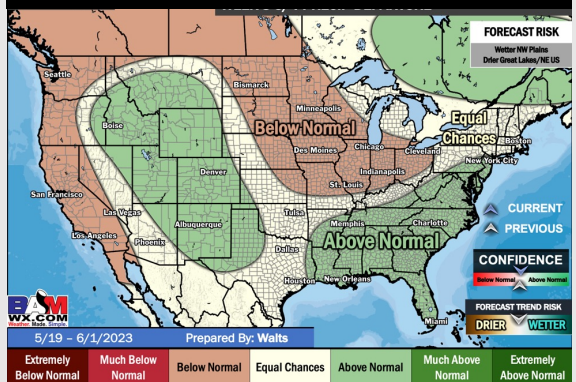 FORECAST RISK
Wetter NW Plains
Drier Great Lakes/NE US
Seattle
Bismarck
Minneapolis
Boise
Below Normal
Equal
Chances
Boston
Des Moines
Chicago
Cleveland
New York City
Denver
Indianapolis
St. Louis
San Francisco
Las Vegas
Tulsa
Memphis
Charlotte
CURRENT
Albuquerque
Los Angeles
Phoenix
Above Normal
PREVIOUS
Dallas
CONFIDENCE
Houston
New Orleans
Below Normal
Above Normal
BAM
WX.COM
Weather. Made. Simple.
FORECAST TREND RISK
DRIER
WETTER
Miami
5/19 – 6/1/2023
Prepared By: Walts
Extremely
Below Normal
Much Below
Normal
Below Normal
Equal Chances
Above Normal
Much Above
Normal
Extremely
Above Normal